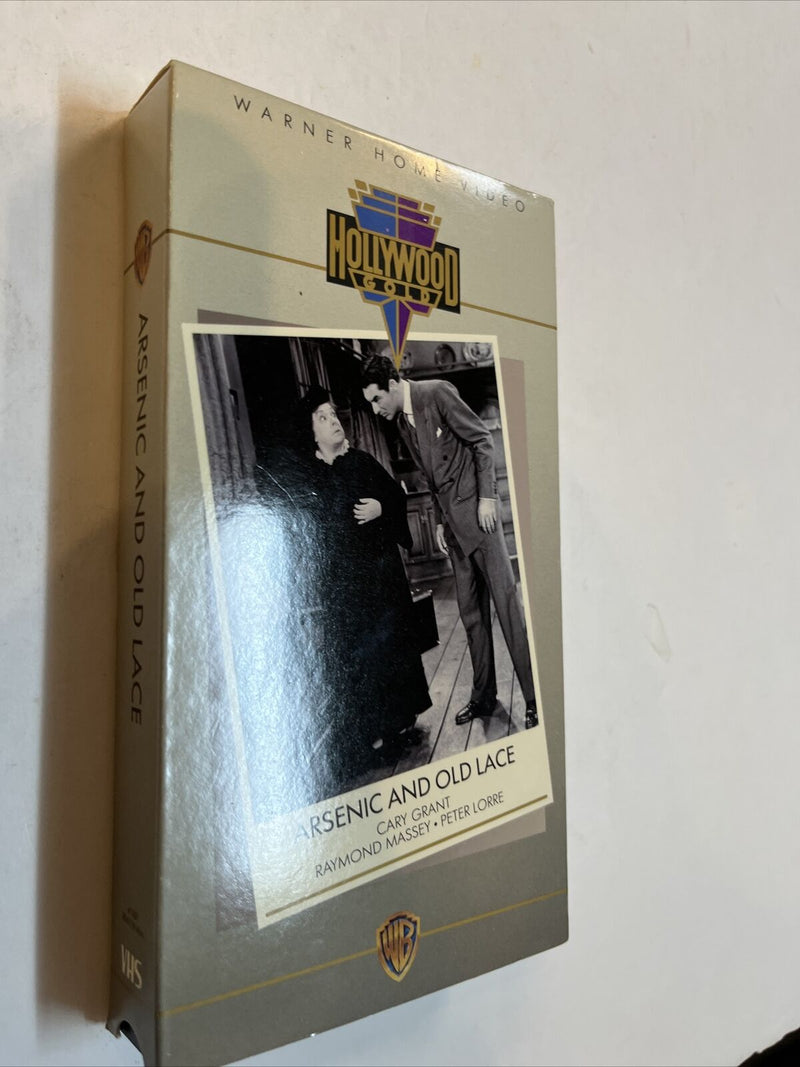 WARNER HOME VIDEO
HOLLYWOOD
GOLD
ARSENIC AND OLD LACE
CARY GRANT
RAYMOND MASSEY • PETER LORRE
WB
WB
ARSENIC AND OLD LACE
VHS